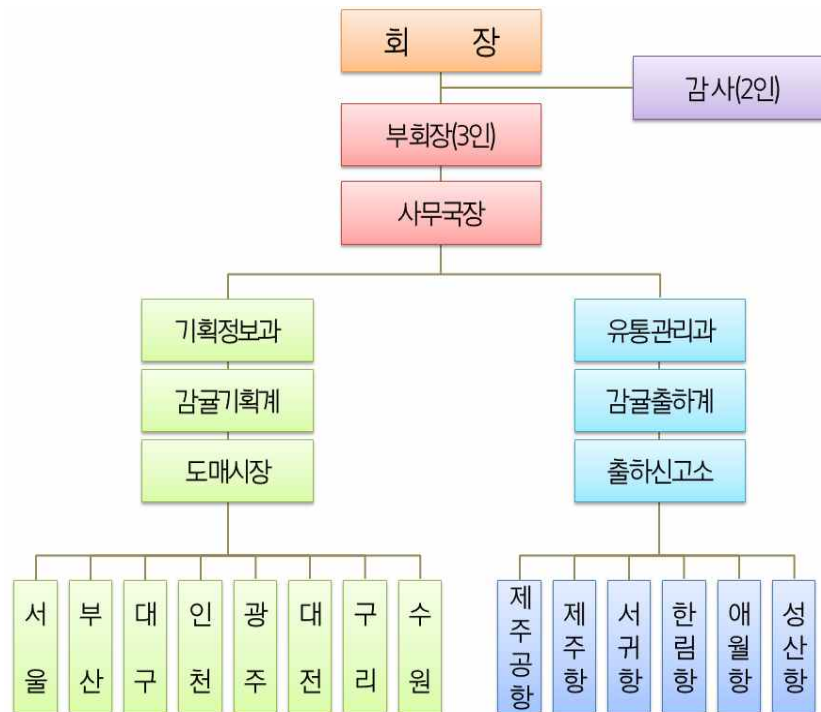 회 장
감사(2인)
부회장(3인)
사무국장
기획정보과
유통관리과
감귤기획계
감귤출하계
도매시장
출하신고소
서울
부산
대구
인천
광주
대전
구리
수원
제주공항
제주항
서귀항
한림항
애월항
성산항